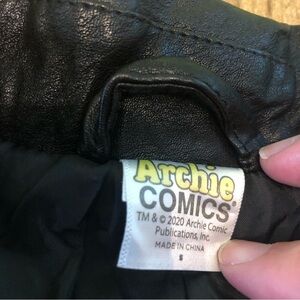 Archie
COMICS®
TM & © 2020 Archie Comic
Publications, Inc.
MADE IN CHINA
S